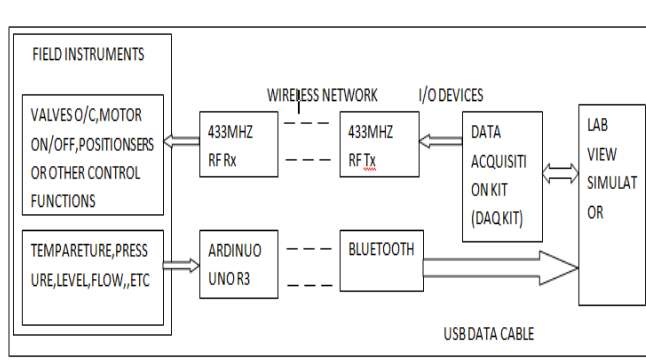 FIELD INSTRUMENTS
VALVES O/C,MOTOR
ON/OFF,POSITIONSERS
OR OTHER CONTROL
FUNCTIONS
TEMPARETURE,PRESS
URE,LEVEL,FLOW,,ETC
WIRELESS NETWORK
433MHZ
RF Rx
433MHZ
RF Tx
I/O DEVICES
DATA
ACQUISITI
ON KIT
(DAQ KIT)
LAB
VIEW
SIMULAT
OR
ARDINUO
UNO R3
BLUETOOTH
USB DATA CABLE